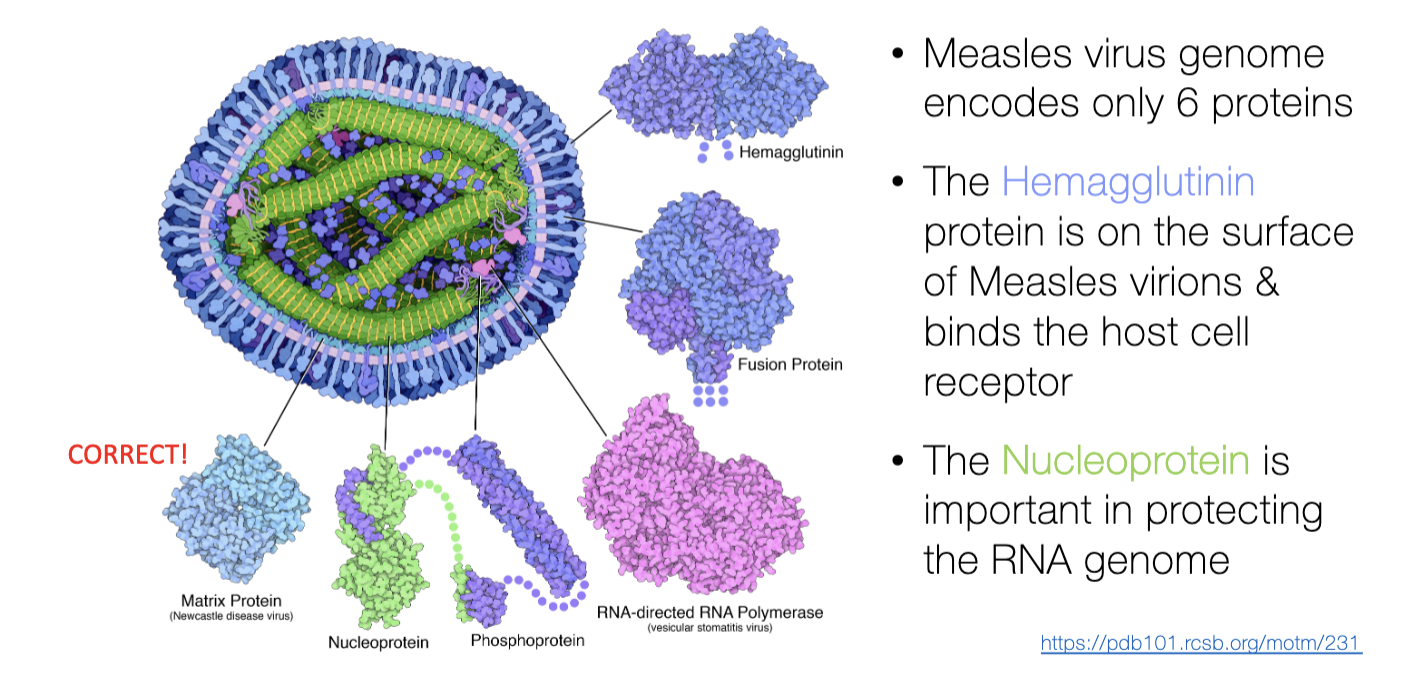 Hemagglutinin
Fusion Protein
CORRECT!
Matrix Protein
(Newcastle disease virus)
Nucleoprotein
Phosphoprotein
RNA-directed RNA Polymerase
(vesicular stomatitis virus)
• Measles virus genome
encodes only 6 proteins
• The Hemagglutinin
protein is on the surface
of Measles virions &
binds the host cell
receptor
• The Nucleoprotein is
important in protecting
the RNA genome
https://pdb101.rcsb.org/motm/231